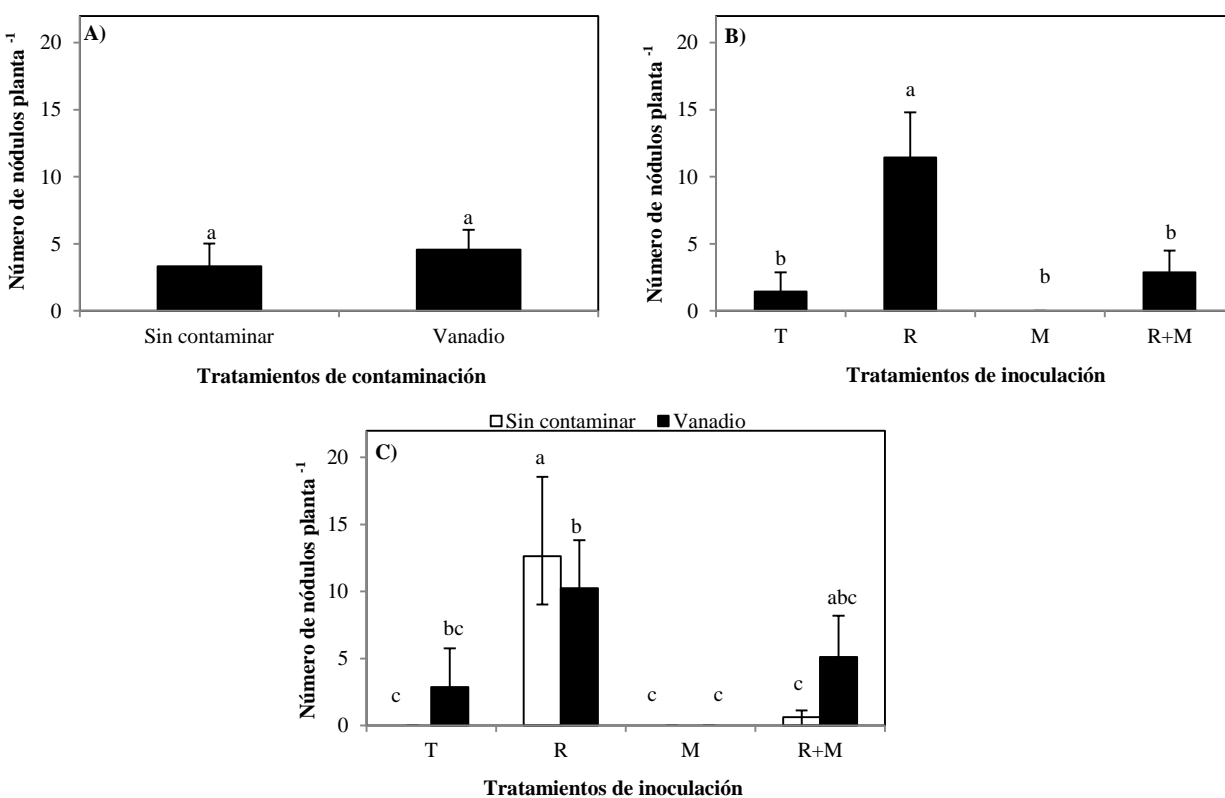 A)
Número de nódulos planta -1
20
15
10
5
0
a
a
Sin contaminar Vanadio
Tratamientos de contaminación
B)
Número de nódulos planta -1
20
15
10
5
0
b
a
b
b
T R M R+M
Tratamientos de inoculación
Sin contaminar Vanadio
C)
Número de nódulos planta -1
20
15
10
5
0
c
bc
a
b
c
c
c
abc
T R M R+M
Tratamientos de inoculación